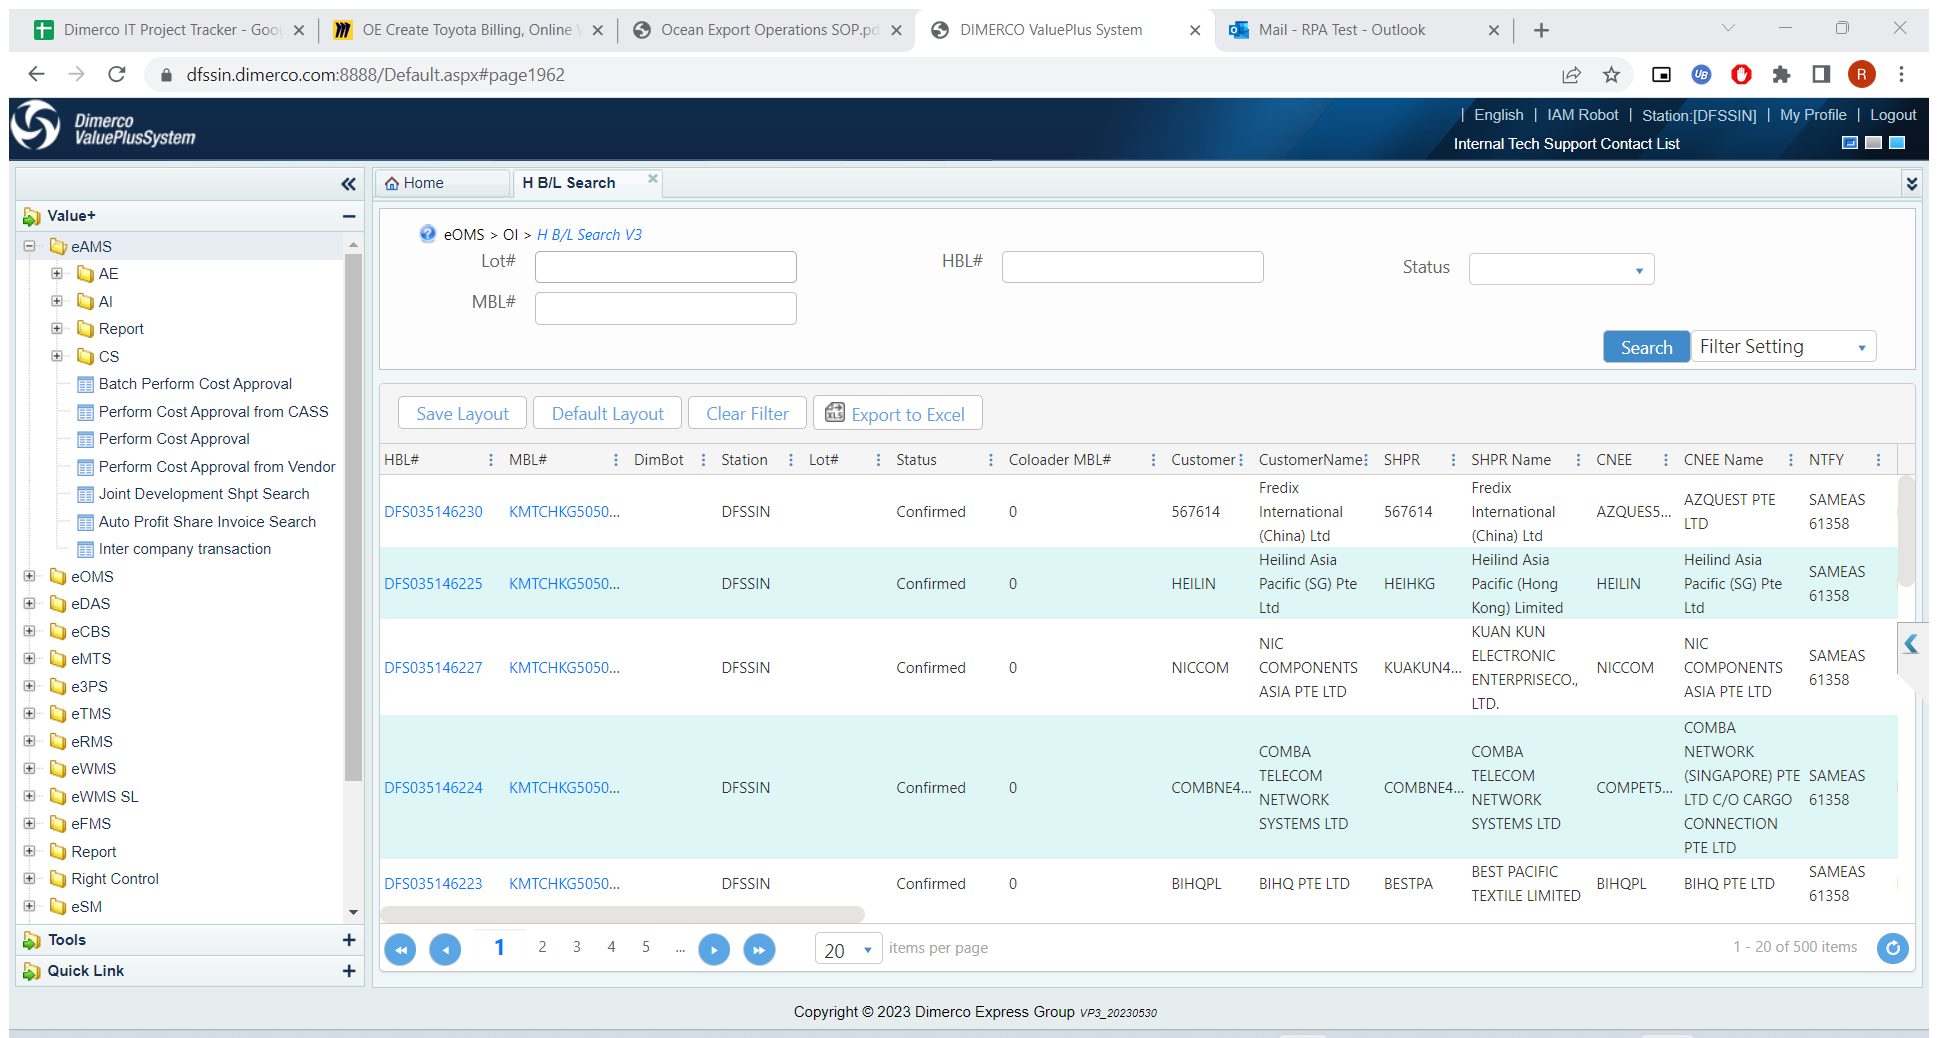 Dimerco IT Project Tracker - Goo
OE Create Toyota Billing, Online
Ocean Export Operations SOP.pd
DIMERCO ValuePlus System
Mail - RPA Test - Outlook
dfssin.dimerco.com:8888/Default.aspx#page1962
UB
R
Dimerco
ValuePlusSystem
| English | IAM Robot | Station:[DFSSIN] | My Profile | Logout
Internal Tech Support Contact List
Home
H B/L Search
Value+
eAMS
AE
AI
Report
CS
Batch Perform Cost Approval
Perform Cost Approval from CASS
Perform Cost Approval
Perform Cost Approval from Vendor
Joint Development Shpt Search
Auto Profit Share Invoice Search
Inter company transaction
eOMS
eDAS
eCBS
eMTS
e3PS
eTMS
eRMS
eWMS
eWMS SL
eFMS
Report
Right Control
eSM
Tools
Quick Link
eOMS > OI > H B/L Search V3
Lot#
HBL#
Status
MBL#
Search
Filter Setting
Save Layout
Default Layout
Clear Filter
XLS Export to Excel
HBL# MBL# DimBot Station Lot# Status Coloader MBL# Customer CustomerName SHPR SHPR Name CNEE CNEE Name NTFY
DFS035146230 KMTCHKG5050... DFSSIN Confirmed 0 567614 Fredix International (China) Ltd 567614 Fredix International (China) Ltd AZQUES5... AZQUEST PTE LTD SAMEAS 61358
DFS035146225 KMTCHKG5050... DFSSIN Confirmed 0 HEILIN Heilind Asia Pacific (SG) Pte Ltd HEIHKG Heilind Asia Pacific (Hong Kong) Limited HEILIN Heilind Asia Pacific (SG) Pte Ltd SAMEAS 61358
DFS035146227 KMTCHKG5050... DFSSIN Confirmed 0 NICCOM NIC COMPONENTS ASIA PTE LTD KUAKUN4... KUAN KUN ELECTRONIC ENTERPRISECO., LTD. NICCOM NIC COMPONENTS ASIA PTE LTD SAMEAS 61358
DFS035146224 KMTCHKG5050... DFSSIN Confirmed 0 COMBNE4... COMBA TELECOM NETWORK SYSTEMS LTD COMBNE4... COMBA TELECOM NETWORK SYSTEMS LTD COMPET5... COMBA NETWORK (SINGAPORE) PTE LTD C/O CARGO CONNECTION PTE LTD SAMEAS 61358
DFS035146223 KMTCHKG5050... DFSSIN Confirmed 0 BIHQPL BIHQ PTE LTD BESTPA BEST PACIFIC TEXTILE LIMITED BIHQPL BIHQ PTE LTD SAMEAS 61358
1 2 3 4 5 ... 20 items per page
1 - 20 of 500 items
Copyright © 2023 Dimerco Express Group VP3_20230530